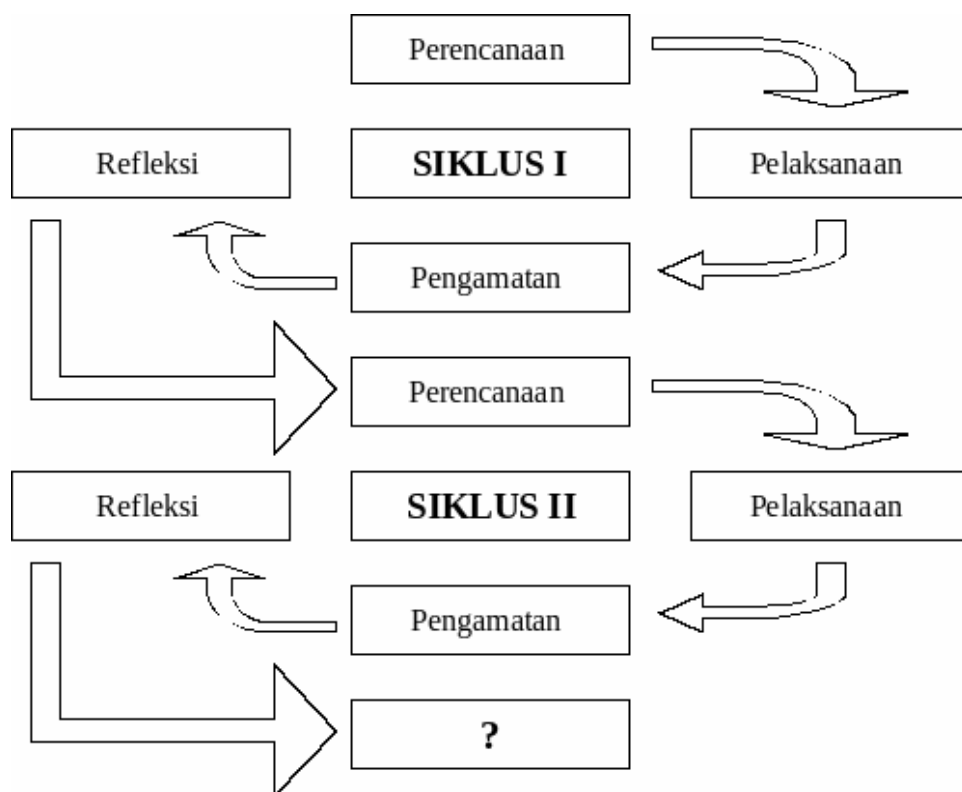 Perencanaan
Refleksi
SIKLUS I
Pelaksanaan
Pengamatan
Perencanaan
Refleksi
SIKLUS II
Pelaksanaan
Pengamatan
?